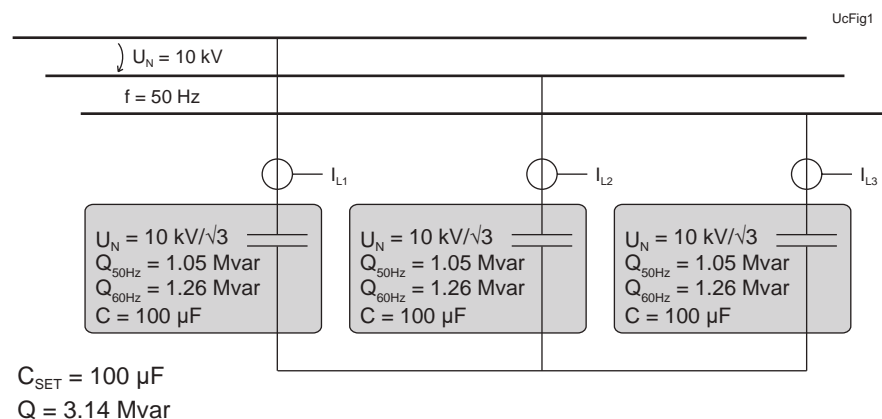 UcFig1
U_N = 10 kV
f = 50 Hz
I_L1
I_L2
I_L3
U_N = 10 kV/√3
Q_50Hz = 1.05 Mvar
Q_60Hz = 1.26 Mvar
C = 100 µF
U_N = 10 kV/√3
Q_50Hz = 1.05 Mvar
Q_60Hz = 1.26 Mvar
C = 100 µF
U_N = 10 kV/√3
Q_50Hz = 1.05 Mvar
Q_60Hz = 1.26 Mvar
C = 100 µF
C_SET = 100 µF
Q = 3.14 Mvar